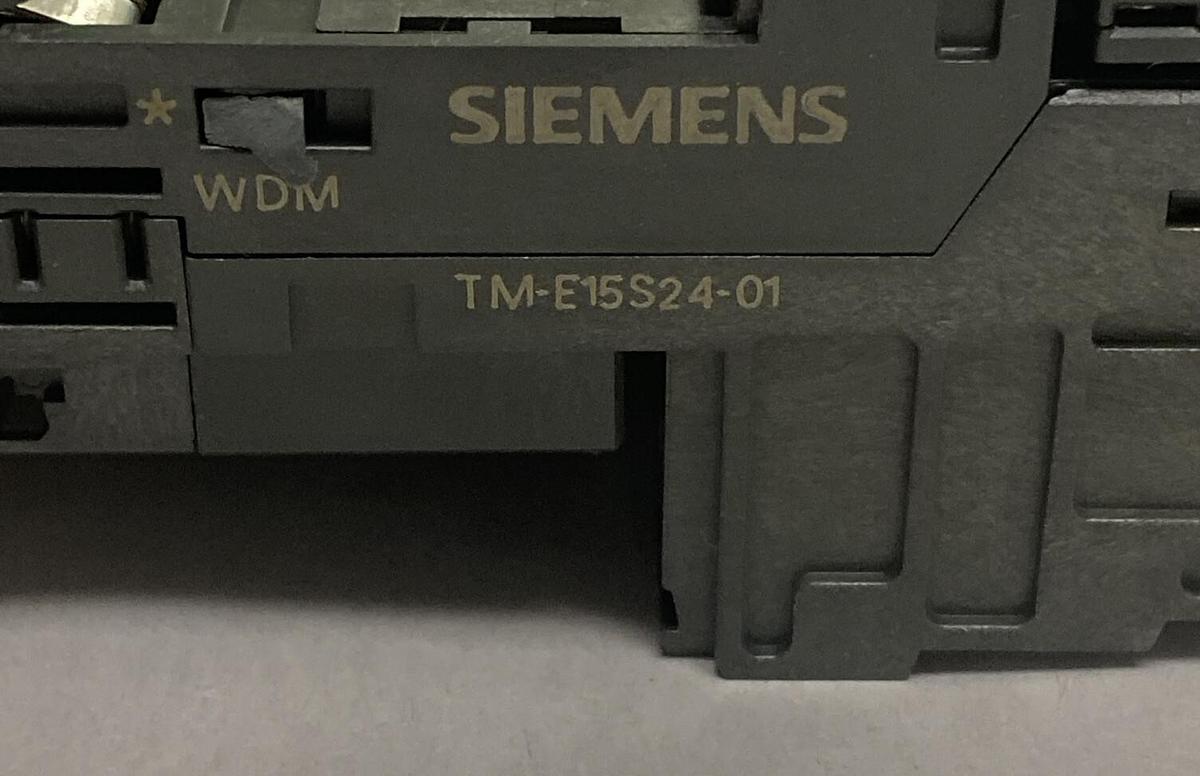 * SIEMENS
WDM
TM-E15S24-01